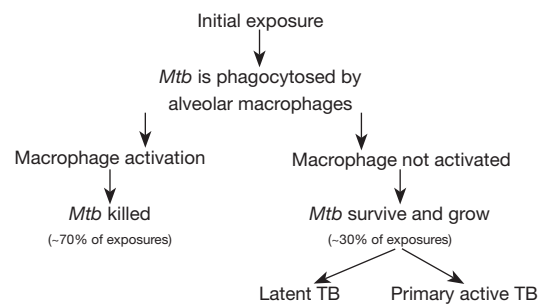 Initial exposure
Mtb is phagocytosed by
alveolar macrophages
Macrophage activation
Macrophage not activated
Mtb killed
Mtb survive and grow
(~70% of exposures)
(~30% of exposures)
Latent TB
Primary active TB